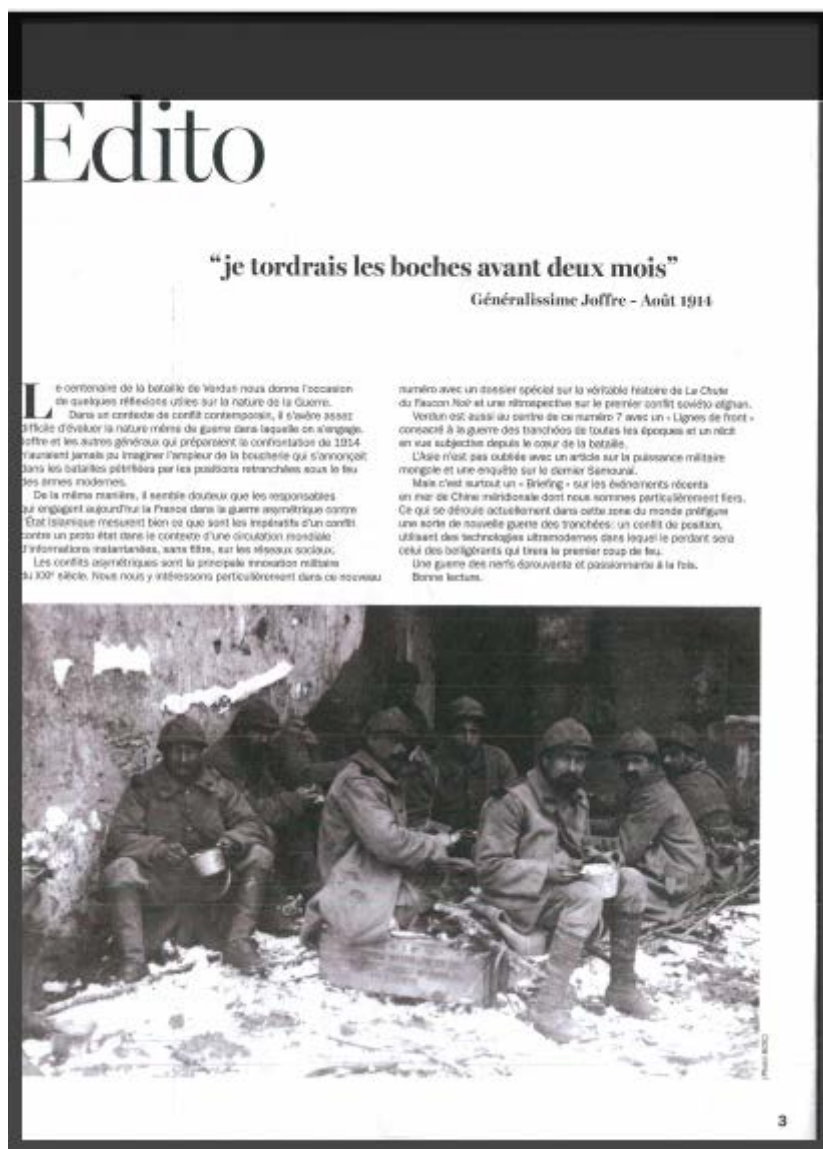 Edito
“je tordrais les boches avant deux mois”
Généralissime Joffre - Août 1914
Le centenaire de la bataille de Verdun nous donne l'occasion
de quelques réflexions utiles sur la nature de la Guerre.
Dans un contexte de conflit contemporain, il s'avère assez
difficile d'évaluer la nature même de guerre dans laquelle on s'engage.
Joffre et les autres généraux qui préparaient la confrontation de 1914
n'auraient jamais pu imaginer l'ampleur de la boucherie qui s'annonçait
dans les batailles pétrifiées par les positions retranchées sous le feu
des armes modernes.
De la même manière, il semble douteux que les responsables
qui engagent aujourd'hui la France dans la guerre asymétrique contre
l'État Islamique mesurent bien ce que sont les impératifs d'un conflit
contre un proto état dans le contexte d'une circulation mondiale
d'informations instantanées, sans filtre, sur les réseaux sociaux.
Les conflits asymétriques sont la principale innovation militaire
du XXIe siècle. Nous nous y intéressons particulièrement dans ce nouveau
numéro avec un dossier spécial sur la véritable histoire de La Chute
du Faucon Noir et une rétrospective sur le premier conflit soviéto afghan.
Verdun est aussi au centre de ce numéro 7 avec un « Lignes de front »
consacré à la guerre des tranchées de toutes les époques et un récit
en vue subjective depuis le cœur de la bataille.
L'Asie n'est pas oubliée avec un article sur la puissance militaire
mongole et une enquête sur le dernier Samouraï.
Mais c'est surtout un « Briefing » sur les événements récents
en mer de Chine méridionale dont nous sommes particulièrement fiers.
Ce qui se déroule actuellement dans cette zone du monde préfigure
une sorte de nouvelle guerre des tranchées: un conflit de position,
utilisant des technologies ultramodernes dans lequel le perdant sera
celui des belligérants qui tirera le premier coup de feu.
Une guerre des nerfs éprouvante et passionnante à la fois.
Bonne lecture.
3